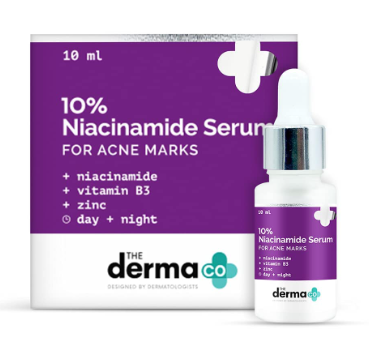 10 ml
10%
Niacinamide Serum
FOR ACNE MARKS
+ niacinamide
+ vitamin B3
+ zinc
day + night
THE
derma co
DESIGNED BY DERMATOLOGISTS
10 ml
10%
Niacinamide Serum
FOR ACNE MARKS
+ niacinamide
+ vitamin B3
+ zinc
day + night
THE
derma co